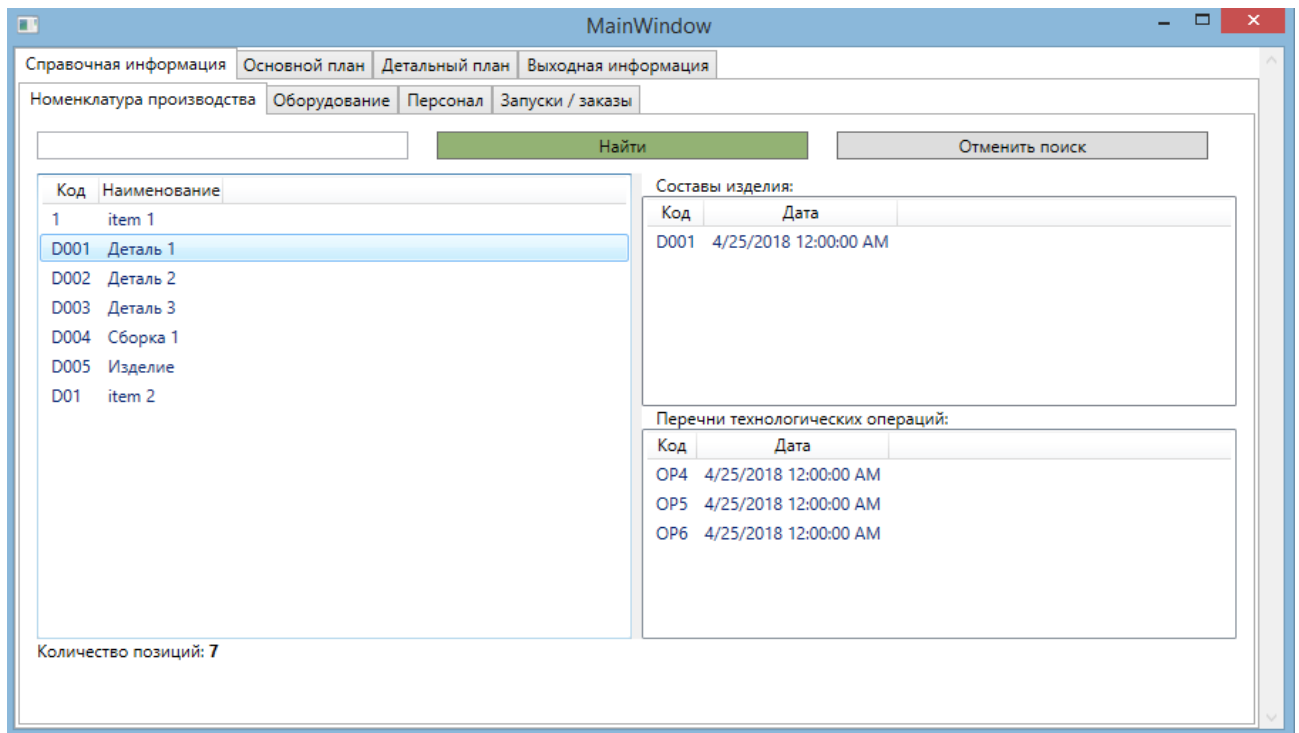 MainWindow
Справочная информация Основной план Детальный план Выходная информация
Номенклатура производства Оборудование Персонал Запуски / заказы
Найти Отменить поиск
Код Наименование
1 item 1
D001 Деталь 1
D002 Деталь 2
D003 Деталь 3
D004 Сборка 1
D005 Изделие
D01 item 2
Количество позиций: 7
Составы изделия:
Код Дата
D001 4/25/2018 12:00:00 AM
Перечни технологических операций:
Код Дата
OP4 4/25/2018 12:00:00 AM
OP5 4/25/2018 12:00:00 AM
OP6 4/25/2018 12:00:00 AM